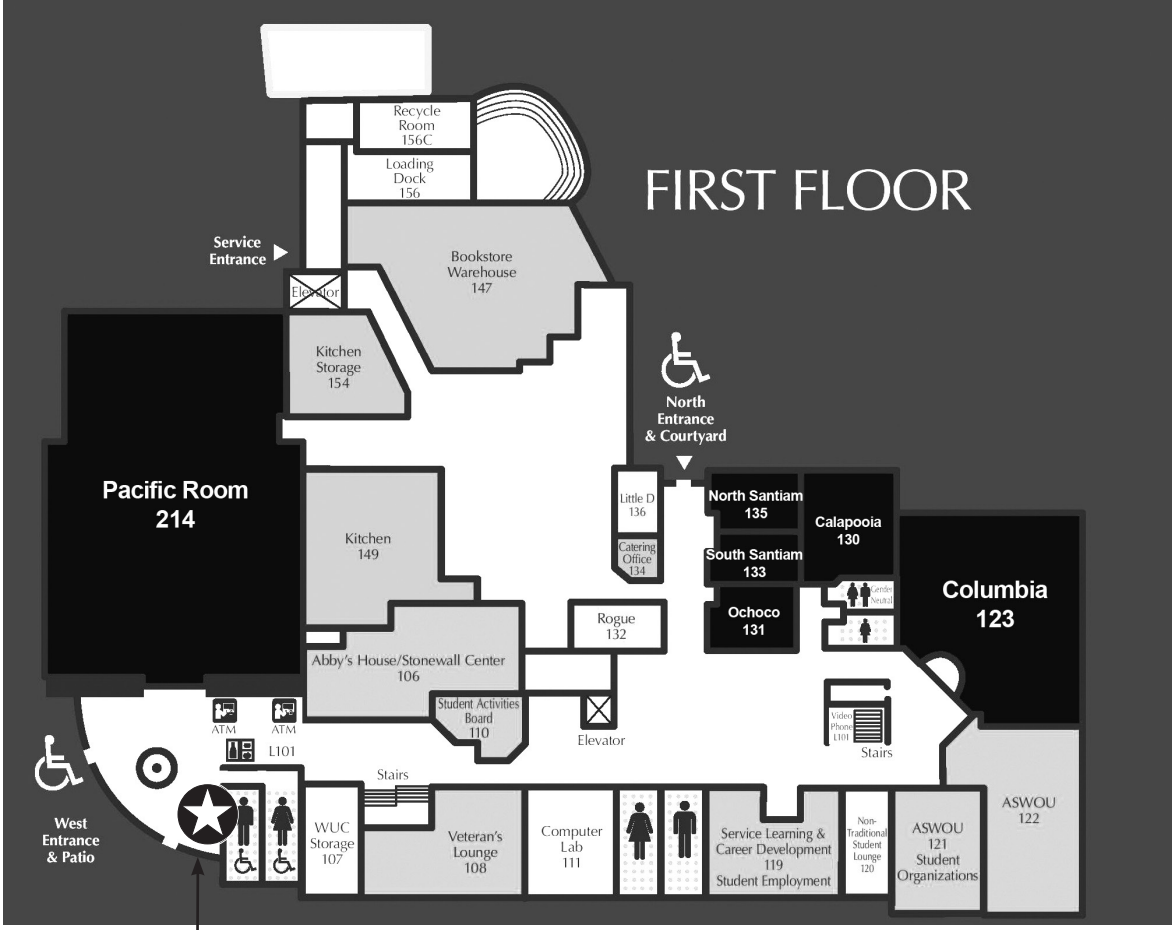 Recycle
Room
156C
Loading
Dock
156
FIRST FLOOR
Service
Entrance
Bookstore
Warehouse
147
Elevator
Kitchen
Storage
154
North
Entrance
& Courtyard
Pacific Room
214
Kitchen
149
Little D
136
Catering
Office
134
North Santiam
135
South Santiam
133
Calapooia
130
Gender
Neutral
Columbia
123
Ochoco
131
Rogue
132
Abby's House/Stonewall Center
106
Student Activities
Board
110
ATM
ATM
L101
Elevator
Video
Phone
L101
Stairs
Stairs
West
Entrance
& Patio
WUC
Storage
107
Veteran's
Lounge
108
Computer
Lab
111
Service Learning &
Career Development
119
Student Employment
Non-
Traditional
Student
Lounge
120
ASWOU
121
Student
Organizations
ASWOU
122